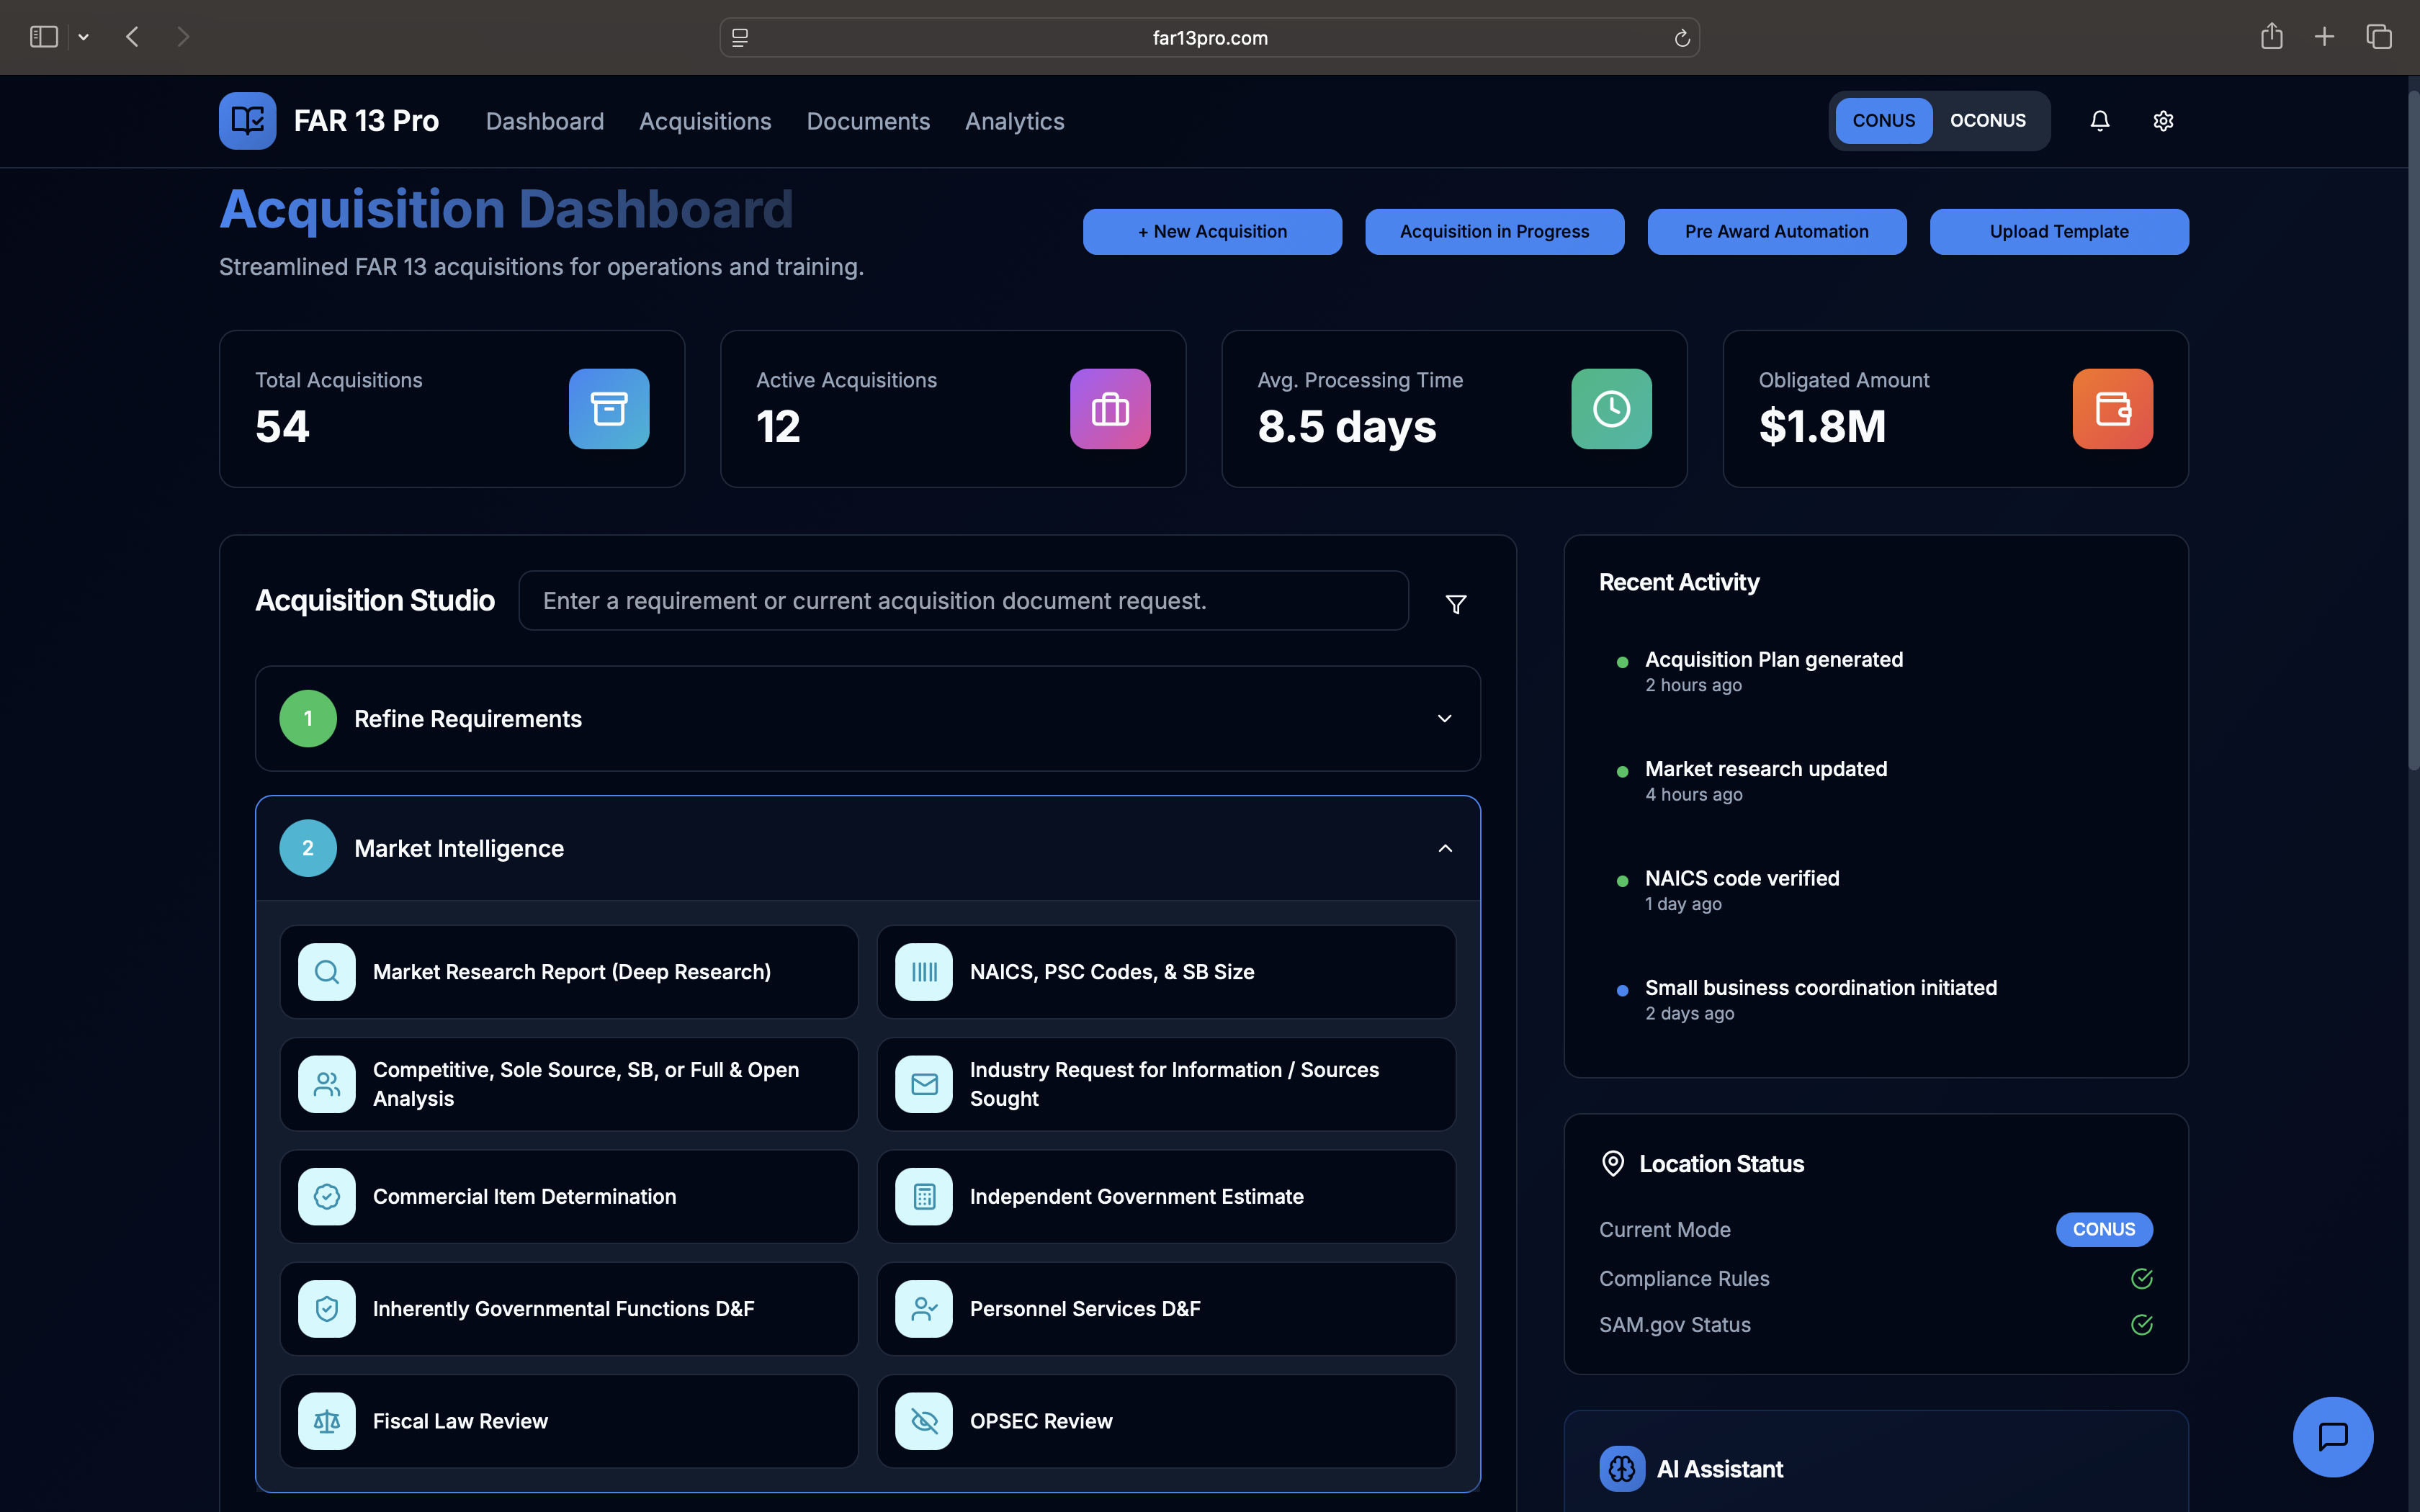 far13pro.com
FAR 13 Pro
Dashboard
Acquisitions
Documents
Analytics
CONUS
OCONUS
Acquisition Dashboard
Streamlined FAR 13 acquisitions for operations and training.
+ New Acquisition
Acquisition in Progress
Pre Award Automation
Upload Template
Total Acquisitions
54
Active Acquisitions
12
Avg. Processing Time
8.5 days
Obligated Amount
$1.8M
Acquisition Studio
Enter a requirement or current acquisition document request.
1
Refine Requirements
2
Market Intelligence
Market Research Report (Deep Research)
NAICS, PSC Codes, & SB Size
Competitive, Sole Source, SB, or Full & Open
Analysis
Industry Request for Information / Sources
Sought
Commercial Item Determination
Independent Government Estimate
Inherently Governmental Functions D&F
Personnel Services D&F
Fiscal Law Review
OPSEC Review
Recent Activity
Acquisition Plan generated
2 hours ago
Market research updated
4 hours ago
NAICS code verified
1 day ago
Small business coordination initiated
2 days ago
Location Status
Current Mode
CONUS
Compliance Rules
SAM.gov Status
AI Assistant